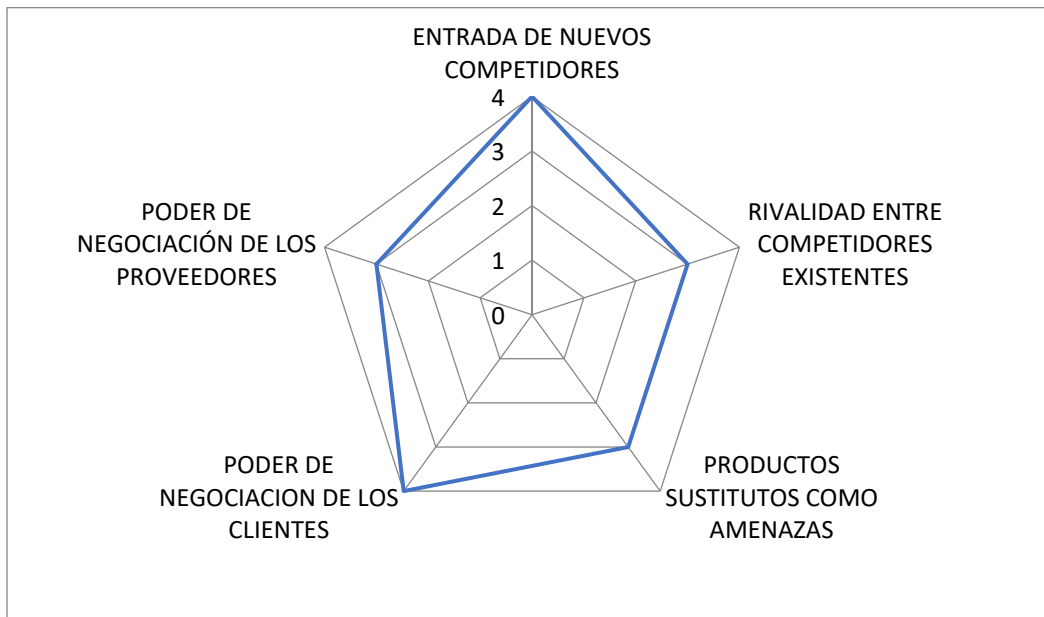 ENTRADA DE NUEVOS
COMPETIDORES
4
3
2
1
0
RIVALIDAD ENTRE
COMPETIDORES
EXISTENTES
PRODUCTOS
SUSTITUTOS COMO
AMENAZAS
PODER DE
NEGOCIACION DE LOS
CLIENTES
PODER DE
NEGOCIACIÓN DE LOS
PROVEEDORES